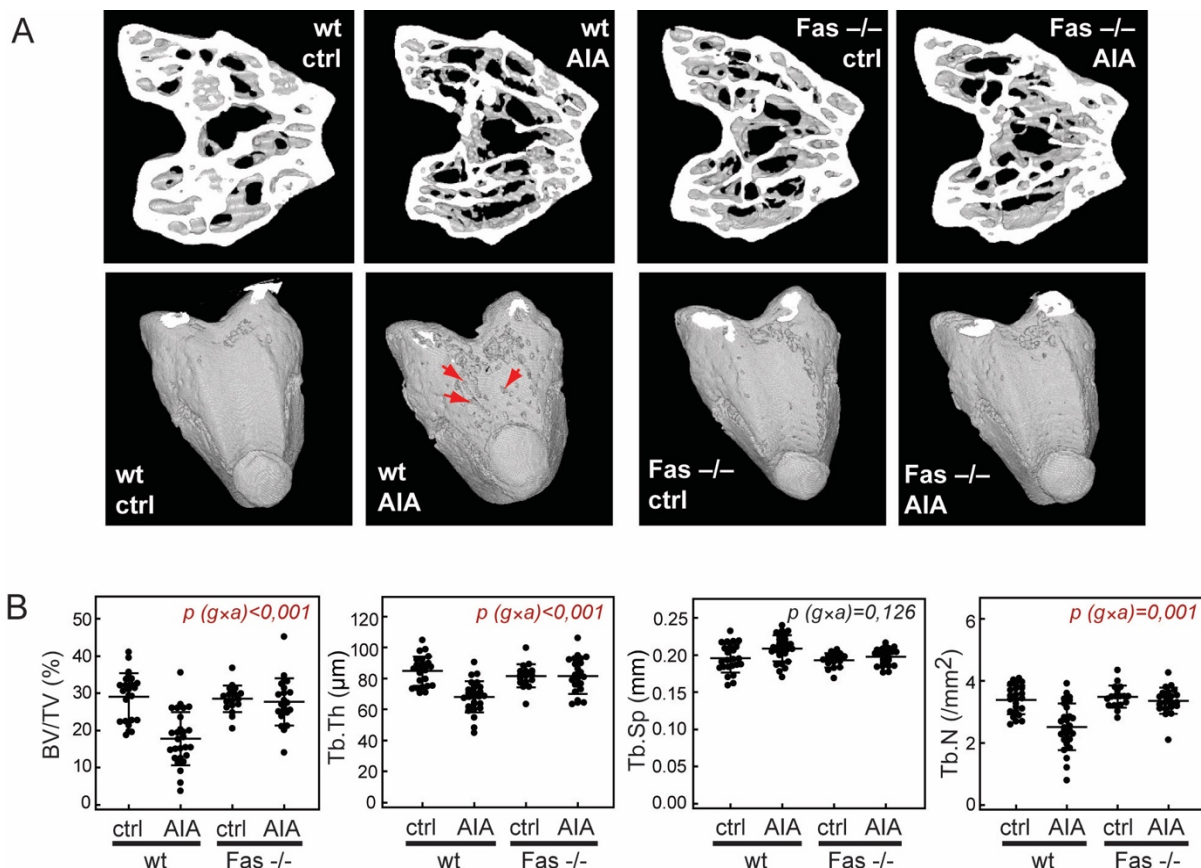 A
wt
ctrl
wt
AIA
Fas –/–
ctrl
Fas –/–
AIA
wt
ctrl
wt
AIA
Fas –/–
ctrl
Fas –/–
AIA
B
p (g×a)<0,001
BV/TV (%)
50
40
30
20
10
0
ctrl AIA ctrl AIA
wt Fas -/-
p (g×a)<0,001
Tb.Th (µm)
120
100
80
60
40
20
0
ctrl AIA ctrl AIA
wt Fas -/-
p (g×a)=0,126
Tb.Sp (mm)
0.25
0.20
0.15
0.10
0.05
0.00
ctrl AIA ctrl AIA
wt Fas -/-
p (g×a)=0,001
Tb.N (/mm²)
6
4
2
0
ctrl AIA ctrl AIA
wt Fas -/-